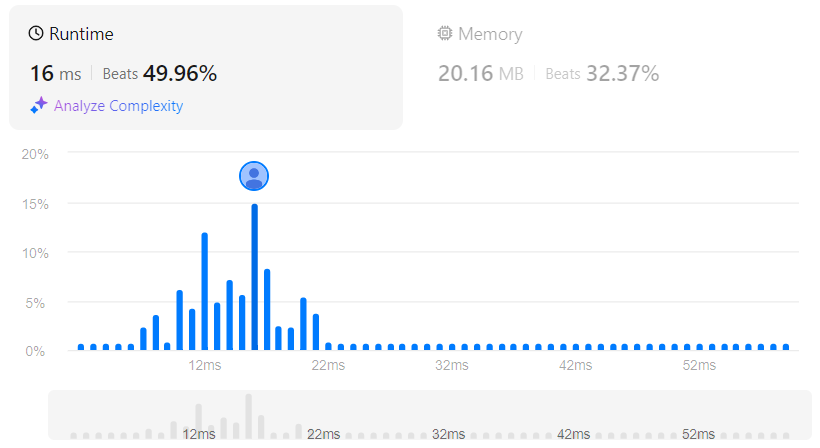 Runtime
Memory
16 ms | Beats 49.96%
20.16 MB | Beats 32.37%
Analyze Complexity
20%
15%
10%
5%
0%
12ms 22ms 32ms 42ms 52ms
12ms 22ms 32ms 42ms 52ms